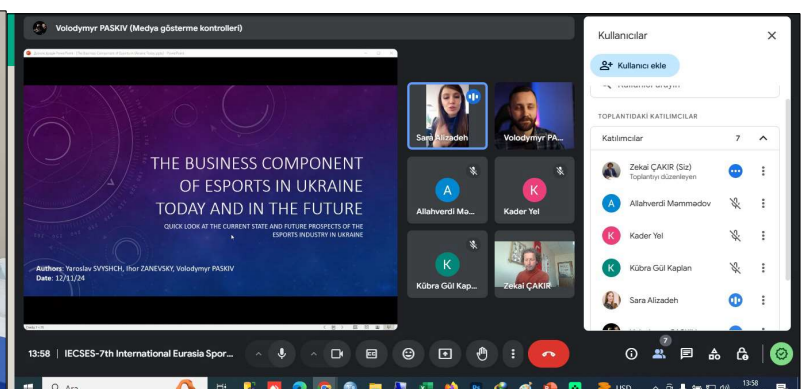 Volodymyr PASKIV (Medya gösterme kontrolleri)
THE BUSINESS COMPONENT
OF ESPORTS IN UKRAINE
TODAY AND IN THE FUTURE
QUICK LOOK AT THE CURRENT STATE AND FUTURE PROSPECTS OF THE
ESPORTS INDUSTRY IN UKRAINE
Authors: Yaroslav SVYSHCH, Ihor ZANEVSKY, Volodymyr PASKIV
Date: 12/11/24
Sara Alizadeh
Volodymyr PA...
A
Allahverdi Mə...
K
Kader Yel
K
Kübra Gül Kap...
Zekai ÇAKIR
Kullanıcılar
Kullanıcı ekle
TOPLANTIDAKİ KATILIMCILAR
Katılımcılar 7
Zekai ÇAKIR (Siz)
Toplantıyı düzenleyen
A
Allahverdi Məmmədov
K
Kader Yel
K
Kübra Gül Kaplan
Sara Alizadeh
13:58 | IECSES-7th International Eurasia Spor...
7
Ara
USD
13:58